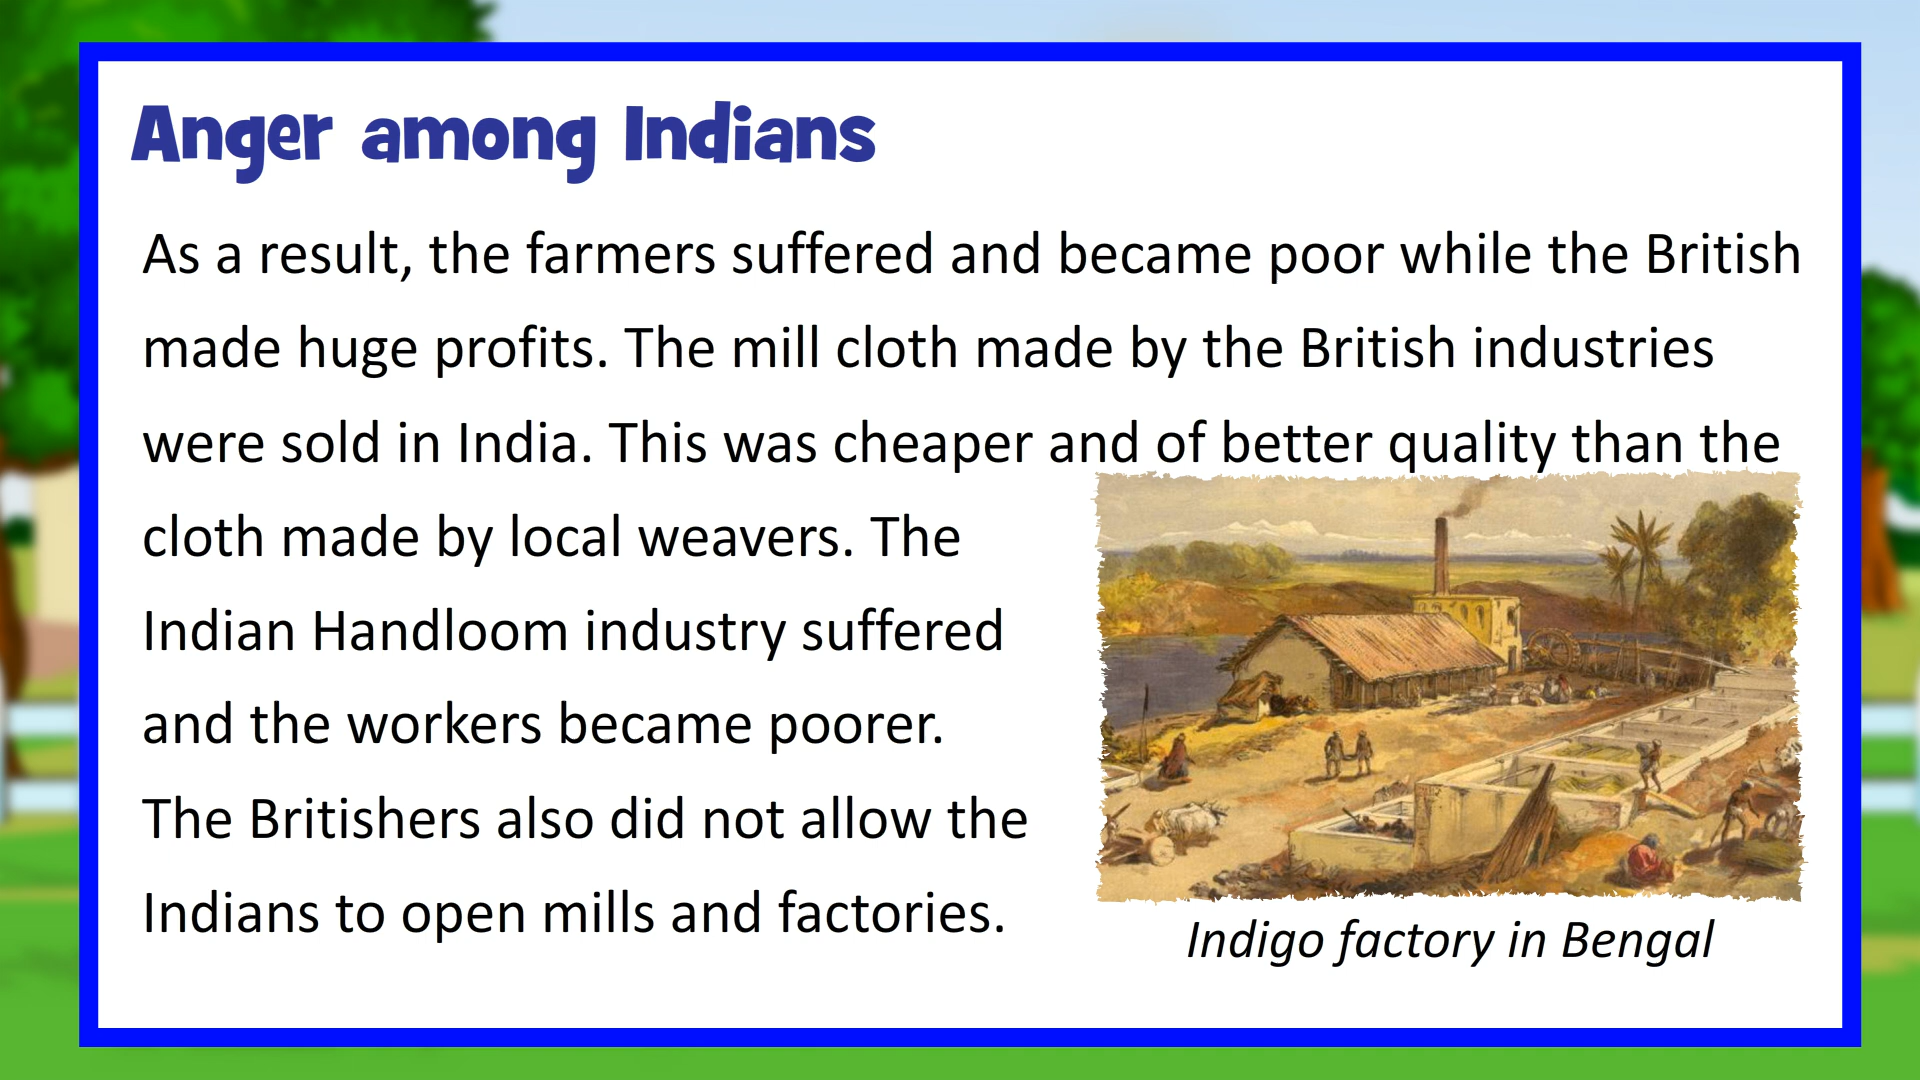 Anger among Indians
As a result, the farmers suffered and became poor while the British
made huge profits. The mill cloth made by the British industries
were sold in India. This was cheaper and of better quality than the
cloth made by local weavers. The
Indian Handloom industry suffered
and the workers became poorer.
The Britishers also did not allow the
Indians to open mills and factories.
Indigo factory in Bengal